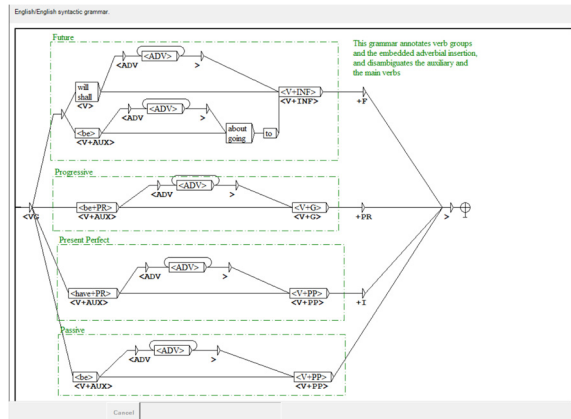 English/English syntactic grammar.
This grammar annotates verb groups
and the embedded adverbial insertion,
and disambiguates the auxiliary and
the main verbs
Future
<ADV>
<ADV >
will
shall
<V>
<V+INF>
<V+INF>
+F
<ADV>
<ADV >
<be>
<V+AUX>
about
going
to
Progressive
<ADV>
<ADV >
<be+PR>
<V+AUX>
<V+G>
<V+G>
+PR
<VG
>
Present Perfect
<ADV>
<ADV >
<have+PR>
<V+AUX>
<V+PP>
<V+PP>
+I
Passive
<ADV>
<ADV >
<be>
<V+AUX>
<V+PP>
<V+PP>
Cancel